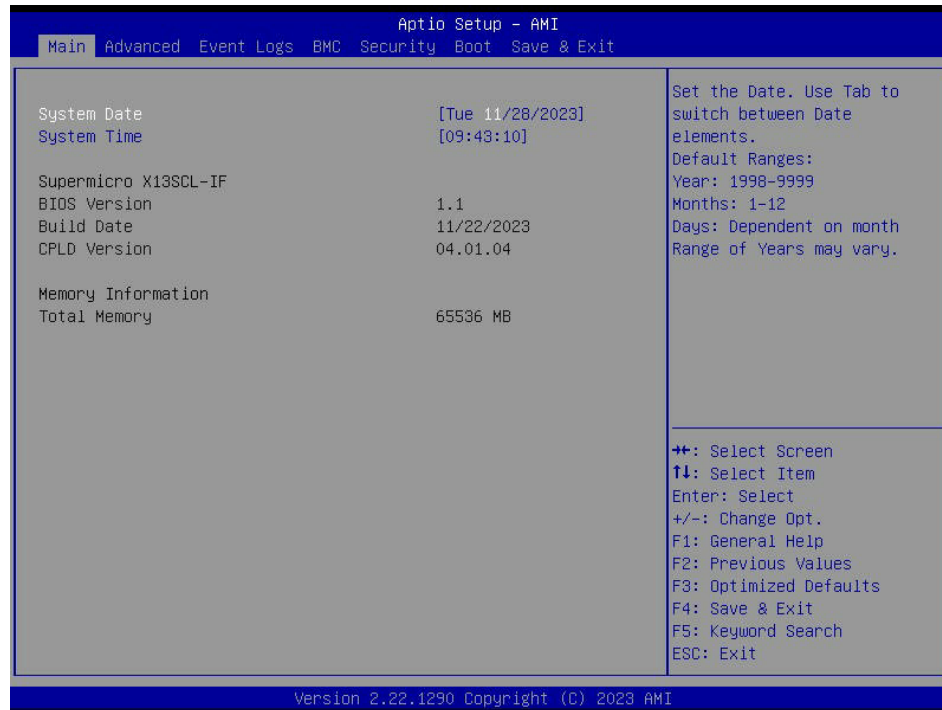 Aptio Setup – AMI
Main Advanced Event Logs BMC Security Boot Save & Exit
System Date [Tue 11/28/2023]
System Time [09:43:10]
Supermicro X13SCL-IF
BIOS Version 1.1
Build Date 11/22/2023
CPLD Version 04.01.04
Memory Information
Total Memory 65536 MB
Set the Date. Use Tab to
switch between Date
elements.
Default Ranges:
Year: 1998-9999
Months: 1-12
Days: Dependent on month
Range of Years may vary.
→←: Select Screen
↑↓: Select Item
Enter: Select
+/-: Change Opt.
F1: General Help
F2: Previous Values
F3: Optimized Defaults
F4: Save & Exit
F5: Keyword Search
ESC: Exit
Version 2.22.1290 Copyright (C) 2023 AMI